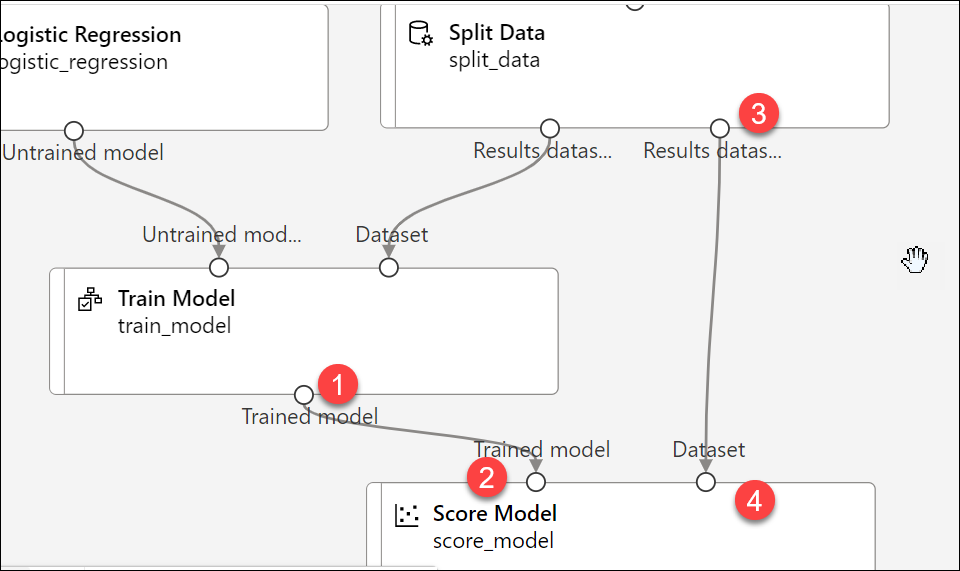 ogistic Regression
ogistic_regression
Split Data
split_data
3
Untrained model
Results datas...
Results datas...
Untrained mod...
Dataset
Train Model
train_model
1
Trained model
Trained model
Dataset
2
4
Score Model
score_model